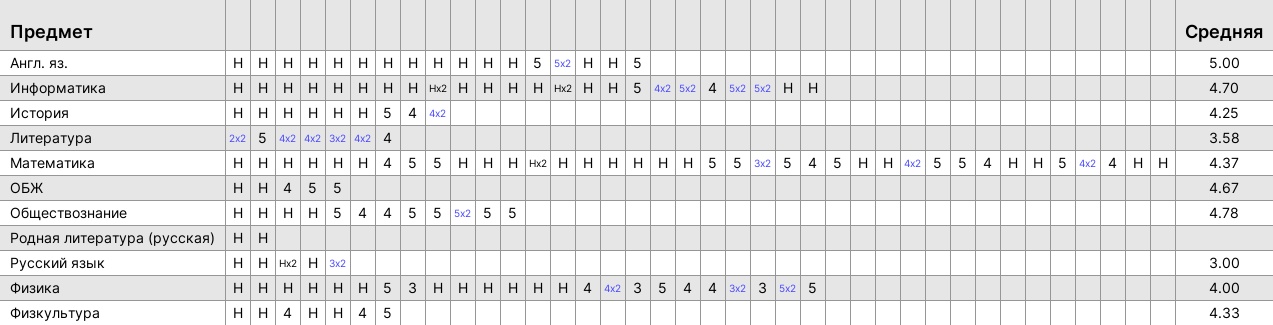 Предмет Средняя
Англ. яз. Н Н Н Н Н Н Н Н Н Н Н Н 5 5x2 Н Н 5 5.00
Информатика Н Н Н Н Н Н Н Н Нx2 Н Н Н Н Нx2 Н Н 5 4x2 5x2 4 5x2 5x2 Н Н 4.70
История Н Н Н Н Н Н 5 4 4x2 4.25
Литература 2x2 5 4x2 4x2 3x2 4x2 4 3.58
Математика Н Н Н Н Н Н 4 5 5 Н Н Н Нx2 Н Н Н Н Н Н 5 5 3x2 5 4 5 Н Н 4x2 5 5 4 Н Н 5 4x2 4 Н Н 4.37
ОБЖ Н Н 4 5 5 4.67
Обществознание Н Н Н Н 5 4 4 5 5 5x2 5 5 4.78
Родная литература (русская) Н Н
Русский язык Н Н Нx2 Н 3x2 3.00
Физика Н Н Н Н Н Н 5 3 Н Н Н Н Н Н 4 4x2 3 5 4 4 3x2 3 5x2 5 4.00
Физкультура Н Н 4 Н Н 4 5 4.33